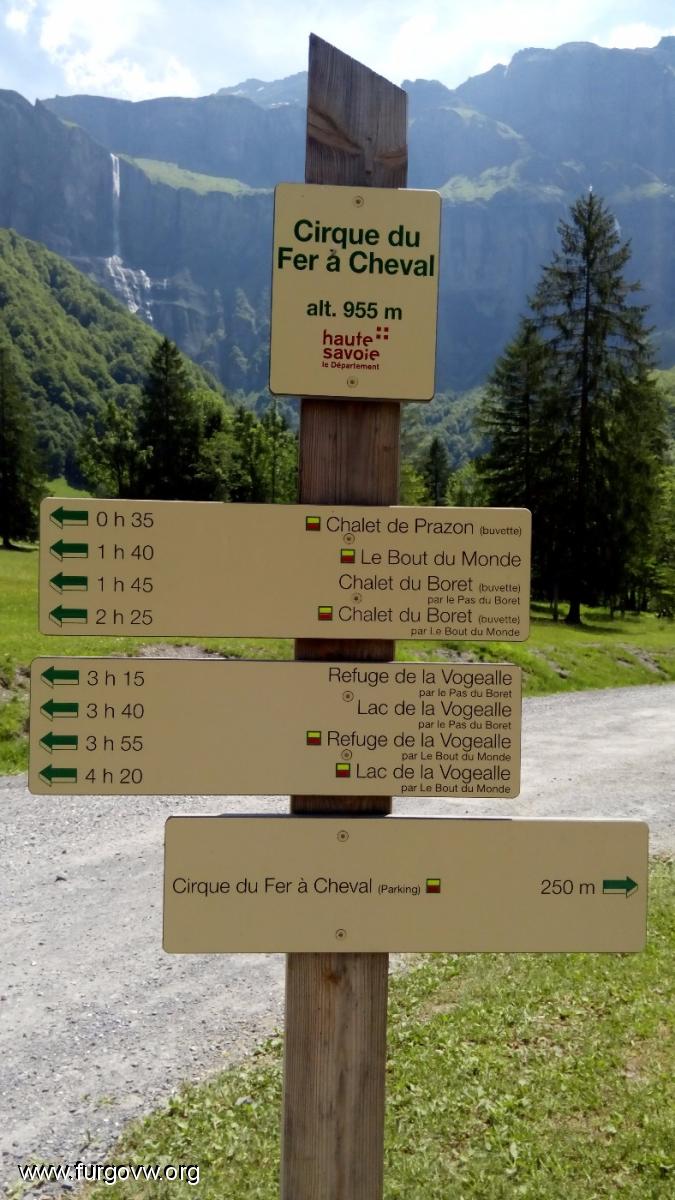 Cirque du
Fer à Cheval
alt. 955 m
haute
savoie
le Département
0 h 35 Chalet de Prazon (buvette)
1 h 40 Le Bout du Monde
1 h 45 Chalet du Boret (buvette)
par le Pas du Boret
2 h 25 Chalet du Boret (buvette)
par Le Bout du Monde
3 h 15 Refuge de la Vogealle
par le Pas du Boret
3 h 40 Lac de la Vogealle
par le Pas du Boret
3 h 55 Refuge de la Vogealle
par Le Bout du Monde
4 h 20 Lac de la Vogealle
par Le Bout du Monde
Cirque du Fer à Cheval (Parking) 250 m
www.furgovw.org